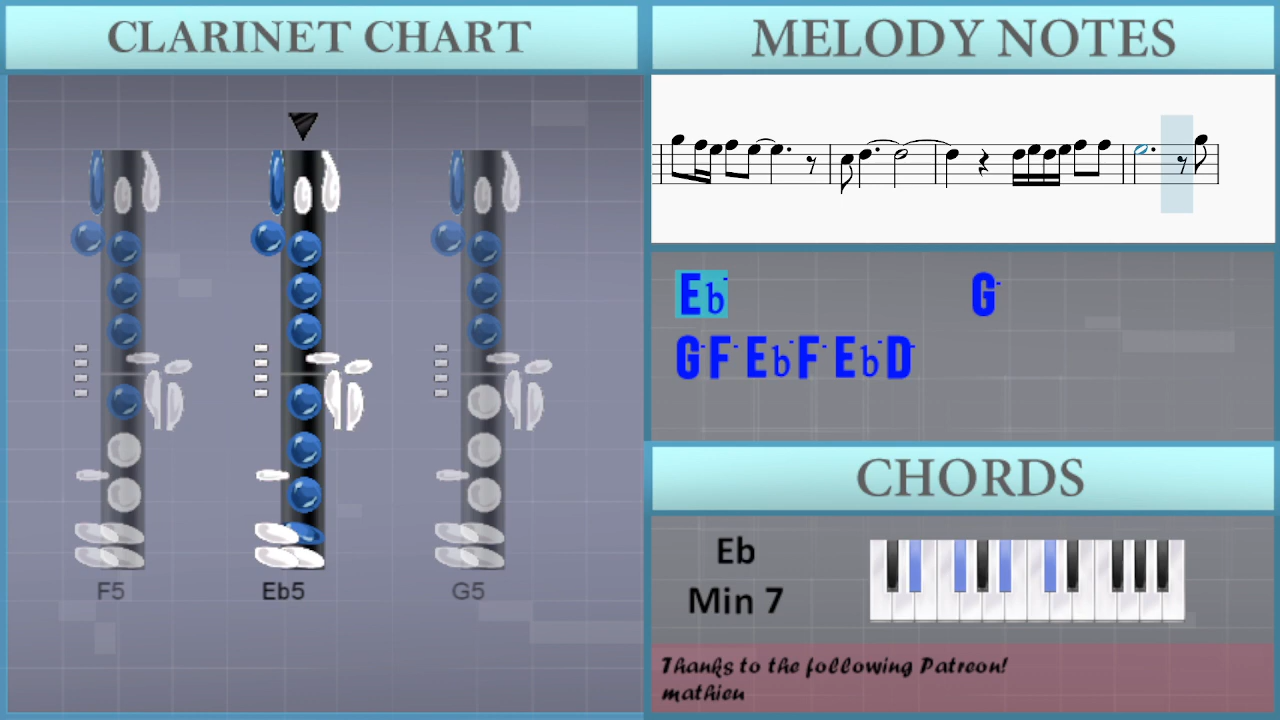 CLARINET CHART
F5 Eb5 G5
MELODY NOTES
Eb- G-
G- F- Eb- F- Eb- D-
CHORDS
Eb
Min 7
Thanks to the following Patreon!
mathieu